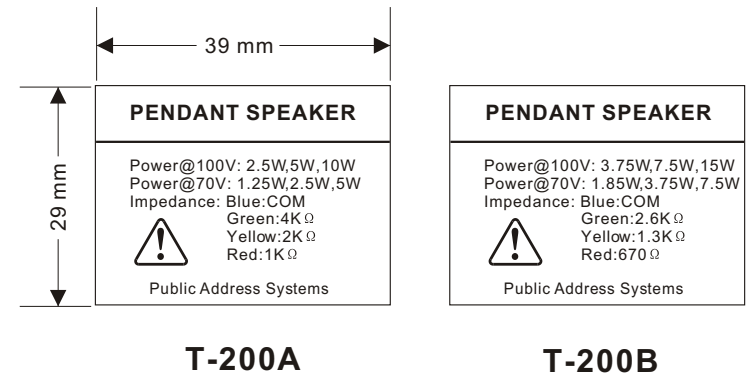 39 mm
29 mm
PENDANT SPEAKER
Power@100V: 2.5W,5W,10W
Power@70V: 1.25W,2.5W,5W
Impedance: Blue:COM
Green:4KΩ
Yellow:2KΩ
Red:1KΩ
Public Address Systems
T-200A
PENDANT SPEAKER
Power@100V: 3.75W,7.5W,15W
Power@70V: 1.85W,3.75W,7.5W
Impedance: Blue:COM
Green:2.6KΩ
Yellow:1.3KΩ
Red:670Ω
Public Address Systems
T-200B